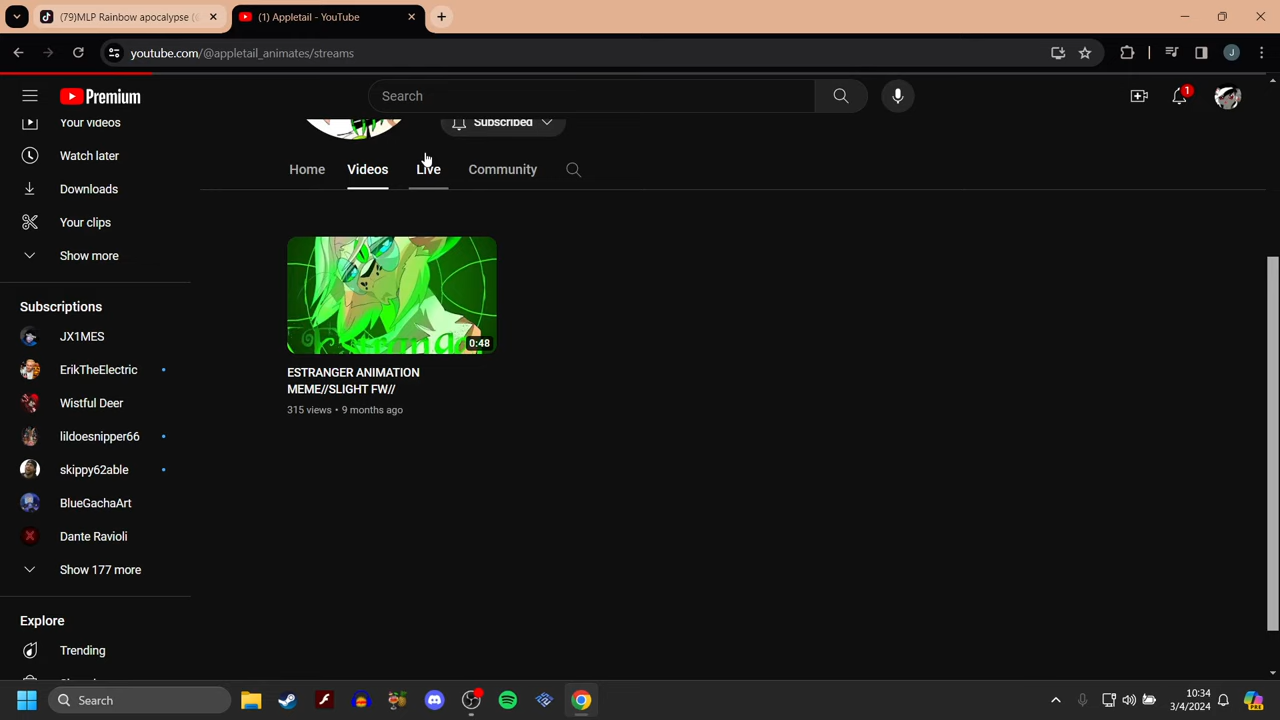 (79)MLP Rainbow apocalypse (
(1) Appletail - YouTube
youtube.com/@appletail_animates/streams
J
Premium
Search
1
Your videos
Watch later
Downloads
Your clips
Show more
Subscriptions
JX1MES
ErikTheElectric
Wistful Deer
lildoesnipper66
skippy62able
BlueGachaArt
Dante Ravioli
Show 177 more
Explore
Trending
Subscribed
Home
Videos
Live
Community
0:48
ESTRANGER ANIMATION
MEME//SLIGHT FW//
315 views • 9 months ago
Search
10:34
3/4/2024